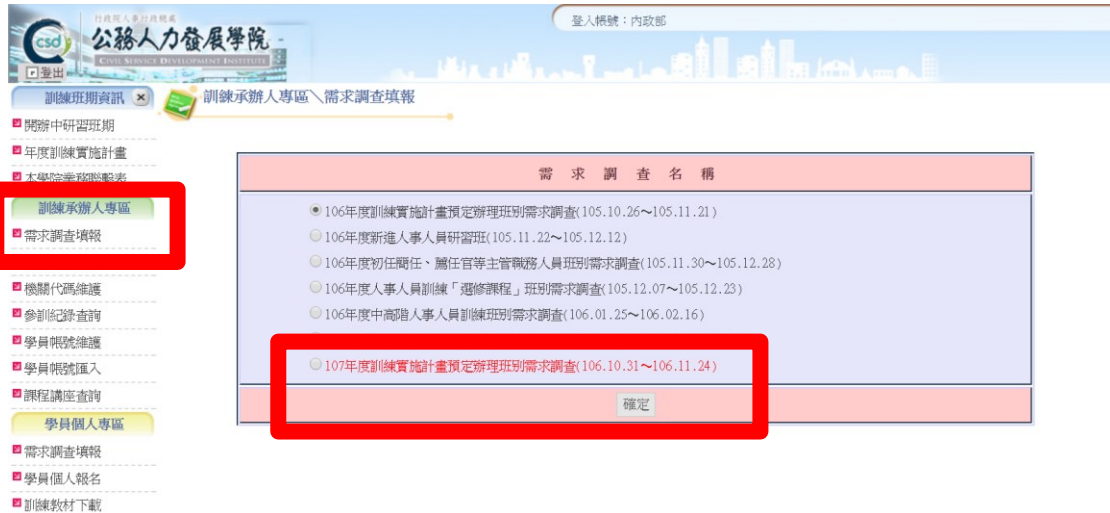 行政院人事行政總處
公務人力發展學院
CIVIL SERVICE DEVELOPMENT INSTITUTE
csd
登出
登入帳號：內政部
訓練班期資訊
訓練承辦人專區＼需求調查填報
開辦中研習班期
年度訓練實施計畫
本學院業務聯繫表
訓練承辦人專區
需求調查填報
機關代碼維護
參訓紀錄查詢
學員帳號維護
學員帳號匯入
課程講座查詢
學員個人專區
需求調查填報
學員個人報名
訓練教材下載
需求調查名稱
106年度訓練實施計畫預定辦理班別需求調查(105.10.26～105.11.21)
106年度新進人事人員研習班(105.11.22～105.12.12)
106年度初任簡任、薦任官等主管職務人員班別需求調查(105.11.30～105.12.28)
106年度人事人員訓練「選修課程」班別需求調查(105.12.07～105.12.23)
106年度中高階人事人員訓練班別需求調查(106.01.25～106.02.16)
107年度訓練實施計畫預定辦理班別需求調查(106.10.31～106.11.24)
確定